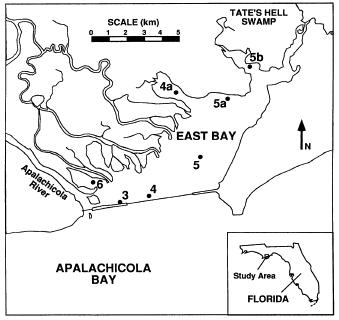 SCALE (km)
0 1 2 3 4 5
TATE'S HELL
SWAMP
5b
4a
5a
EAST BAY
5
N
6
3
4
Apalachicola
River
APALACHICOLA
BAY
Study Area
FLORIDA